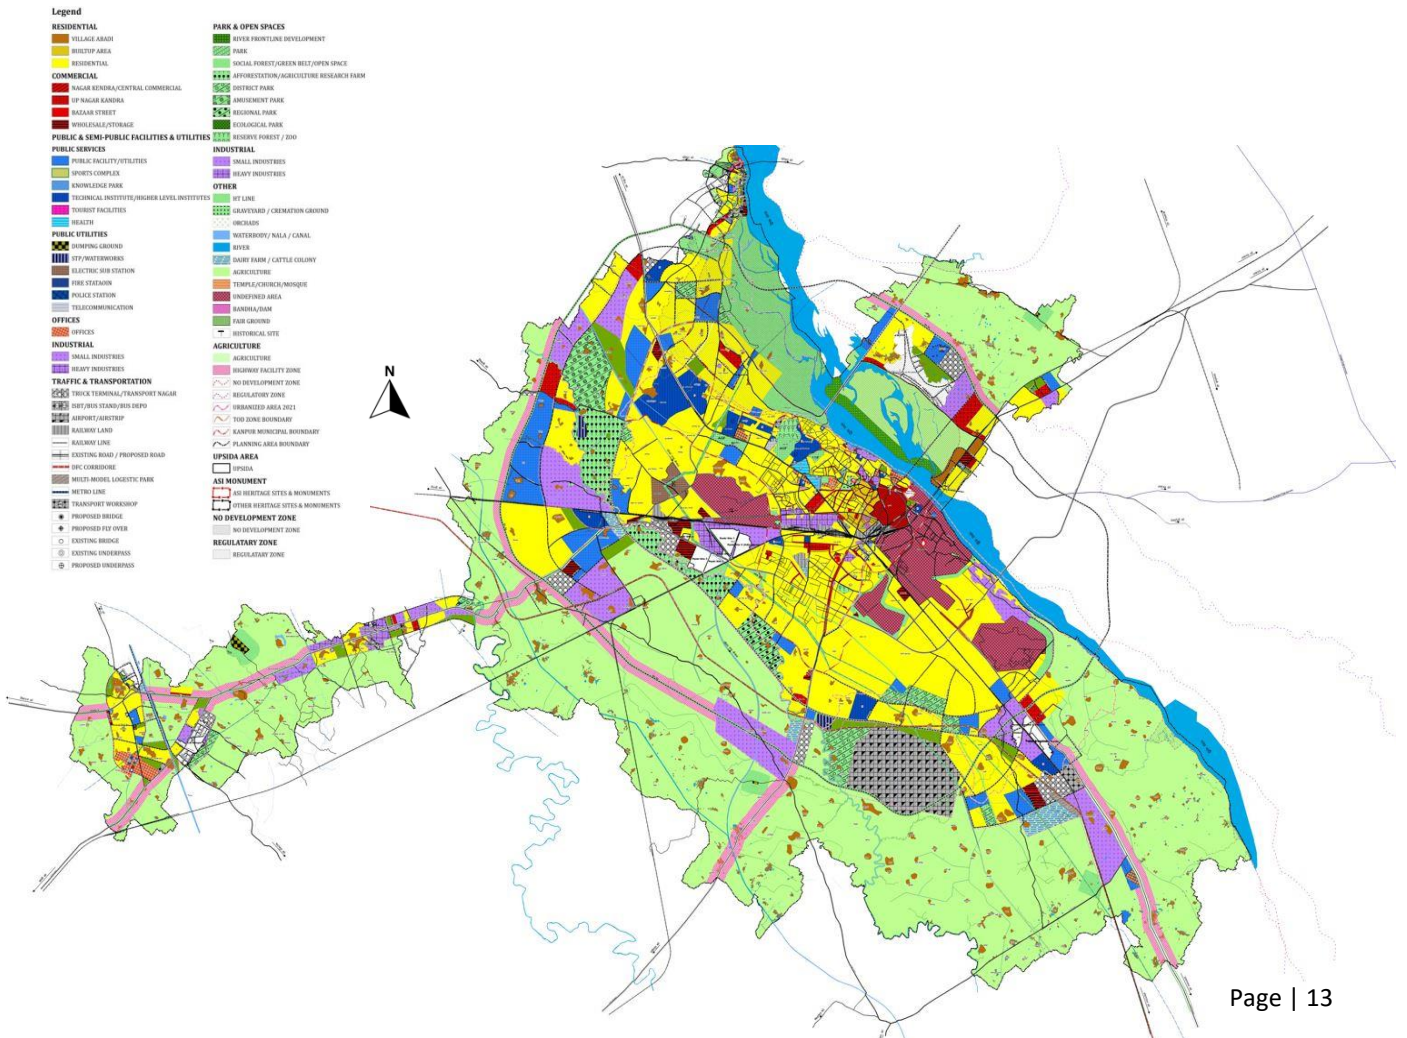 Legend
RESIDENTIAL
VILLAGE ABADI
BUILTUP AREA
RESIDENTIAL
COMMERCIAL
NAGAR KENDRA/CENTRAL COMMERCIAL
UP NAGAR KANDRA
BAZAAR STREET
WHOLESALE/STORAGE
PUBLIC & SEMI-PUBLIC FACILITIES & UTILITIES
PUBLIC SERVICES
PUBLIC FACILITY/UTILITIES
SPORTS COMPLEX
KNOWLEDGE PARK
TECHNICAL INSTITUTE/HIGHER LEVEL INSTITUTES
TOURIST FACILITIES
HEALTH
PUBLIC UTILITIES
DUMPING GROUND
STP/WATERWORKS
ELECTRIC SUB STATION
FIRE STATAOIN
POLICE STATION
TELECOMMUNICATION
OFFICES
OFFICES
INDUSTRIAL
SMALL INDUSTRIES
HEAVY INDUSTRIES
TRAFFIC & TRANSPORTATION
TRUCK TERMINAL/TRANSPORT NAGAR
ISBT/BUS STAND/BUS DEPO
AIRPORT/AIRSTRIP
RAILWAY LAND
RAILWAY LINE
EXISTING ROAD / PROPOSED ROAD
DFC CORRIDORE
MULTI-MODEL LOGESTIC PARK
METRO LINE
TRANSPORT WORKSHOP
PROPOSED BRIDGE
PROPOSED FLY OVER
EXISTING BRIDGE
EXISTING UNDERPASS
PROPOSED UNDERPASS
PARK & OPEN SPACES
RIVER FRONTLINE DEVELOPMENT
PARK
SOCIAL FOREST/GREEN BELT/OPEN SPACE
AFFORESTATION/AGRICULTURE RESEARCH FARM
DISTRICT PARK
AMUSEMENT PARK
REGIONAL PARK
ECOLOGICAL PARK
RESERVE FOREST / ZOO
INDUSTRIAL
SMALL INDUSTRIES
HEAVY INDUSTRIES
OTHER
HT LINE
GRAVEYARD / CREMATION GROUND
ORCHADS
WATERBODY/ NALA / CANAL
RIVER
DAIRY FARM / CATTLE COLONY
AGRICULTURE
TEMPLE/CHURCH/MOSQUE
UNDEFINED AREA
BANDHA/DAM
FAIR GROUND
HISTORICAL SITE
AGRICULTURE
AGRICULTURE
HIGHWAY FACILITY ZONE
NO DEVELOPMENT ZONE
REGULATORY ZONE
URBANIZED AREA 2021
TOD ZONE BOUNDARY
KANPUR MUNICIPAL BOUNDARY
PLANNING AREA BOUNDARY
UPSIDA AREA
UPSIDA
ASI MONUMENT
ASI HERITAGE SITES & MONUMENTS
OTHER HERITAGE SITES & MONUMENTS
NO DEVELOPMENT ZONE
NO DEVELOPMENT ZONE
REGULATARY ZONE
REGULATARY ZONE
N
Page | 13